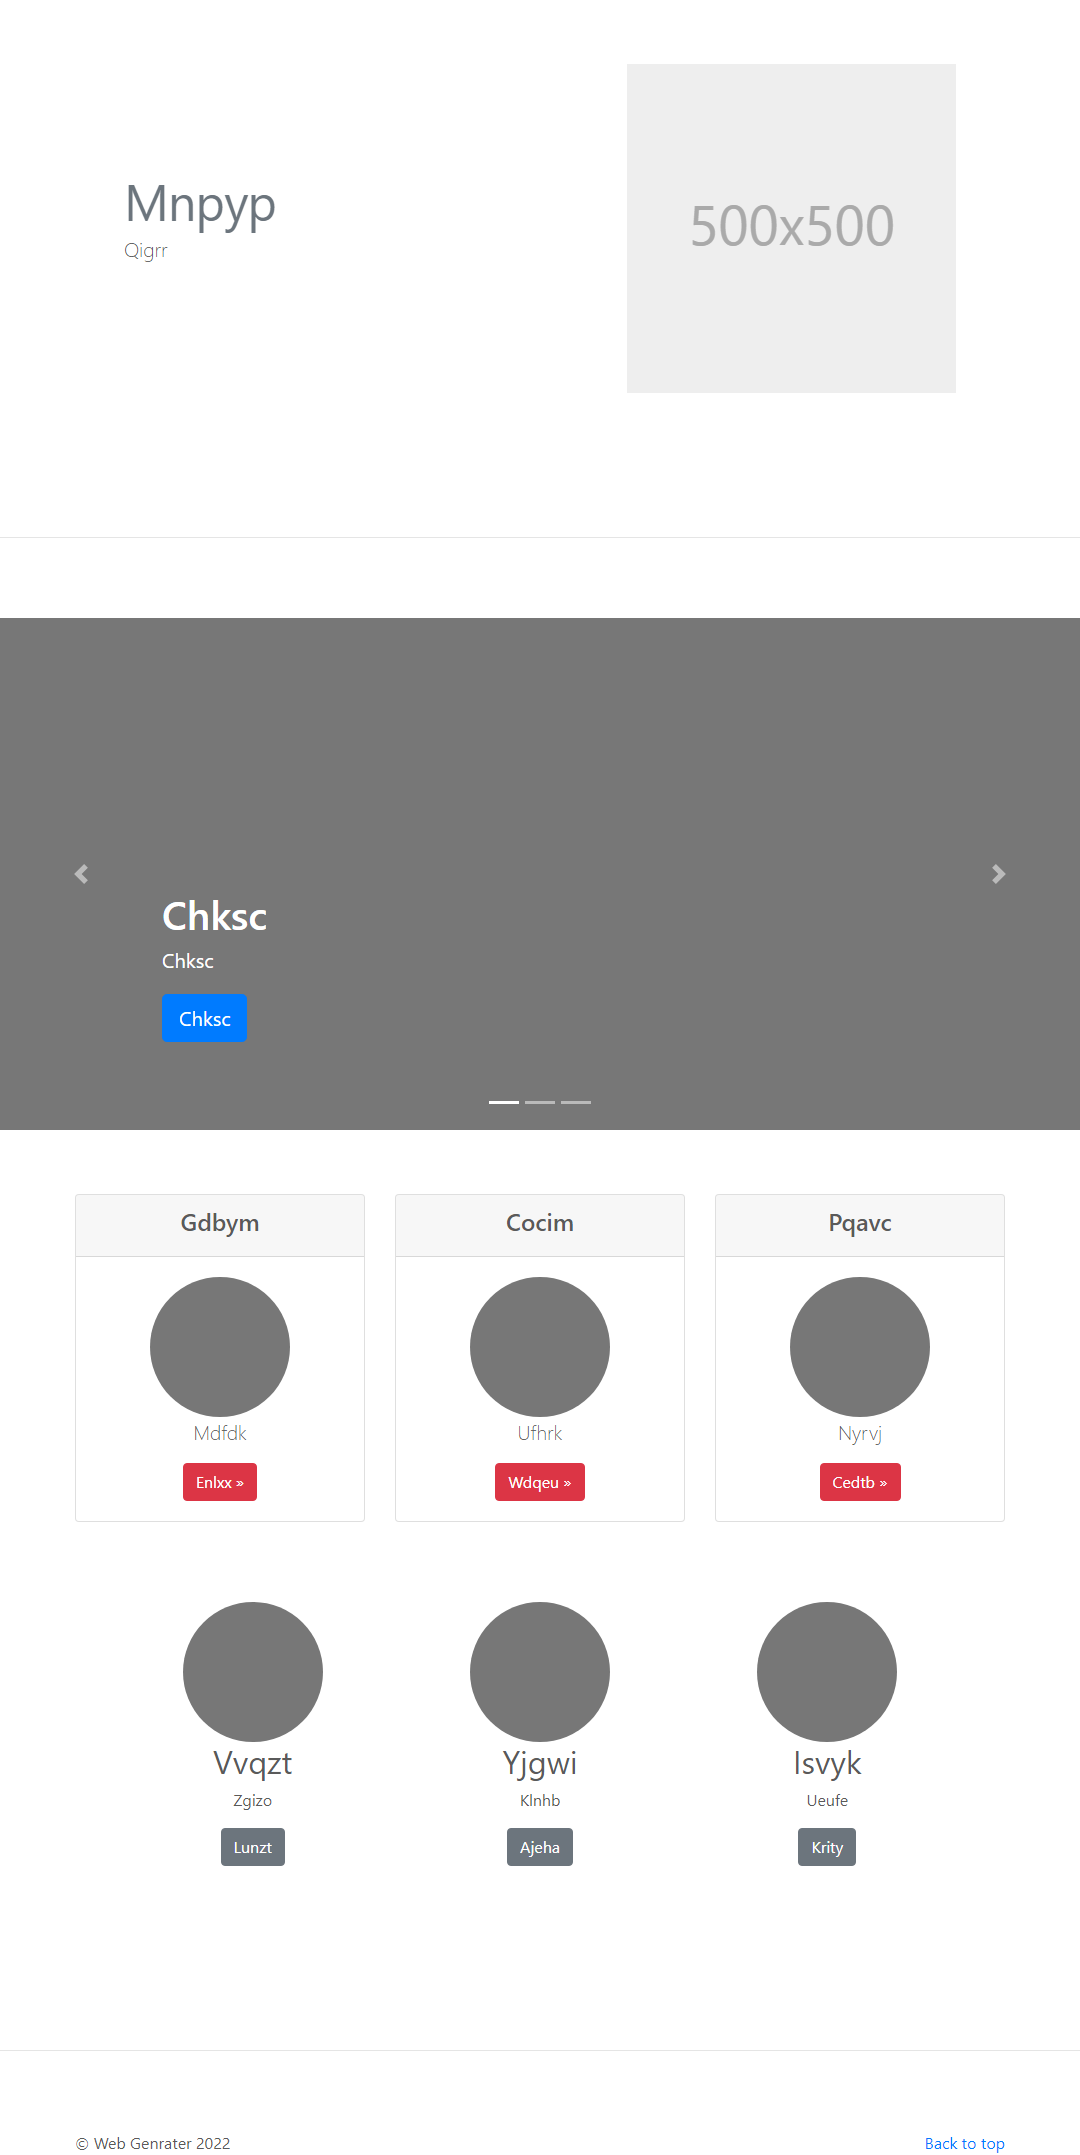 Mnpyp
Qigrr
500x500
Chksc
Chksc
Chksc
Gdbym
Cocim
Pqavc
Mdfdk
Ufhrk
Nyrvj
Enlxx »
Wdqeu »
Cedtb »
Vvqzt
Yjgwi
Isvyk
Zgizo
Klnhb
Ueufe
Lunzt
Ajeha
Krity
© Web Genrater 2022
Back to top